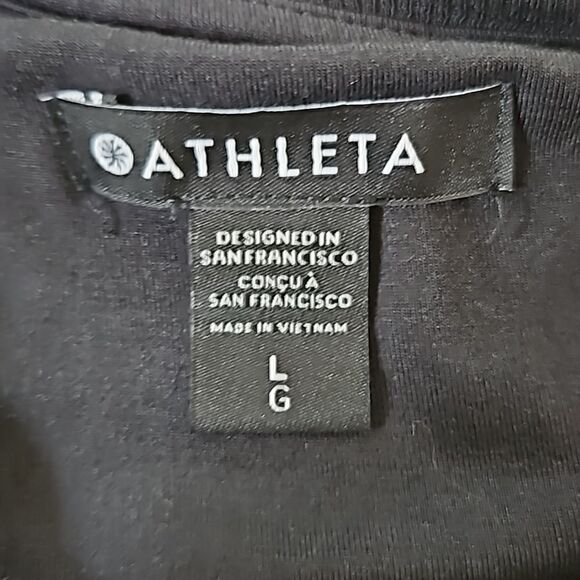 ATHLETA
DESIGNED IN
SAN FRANCISCO
CONÇU À
SAN FRANCISCO
MADE IN VIETNAM
L
G